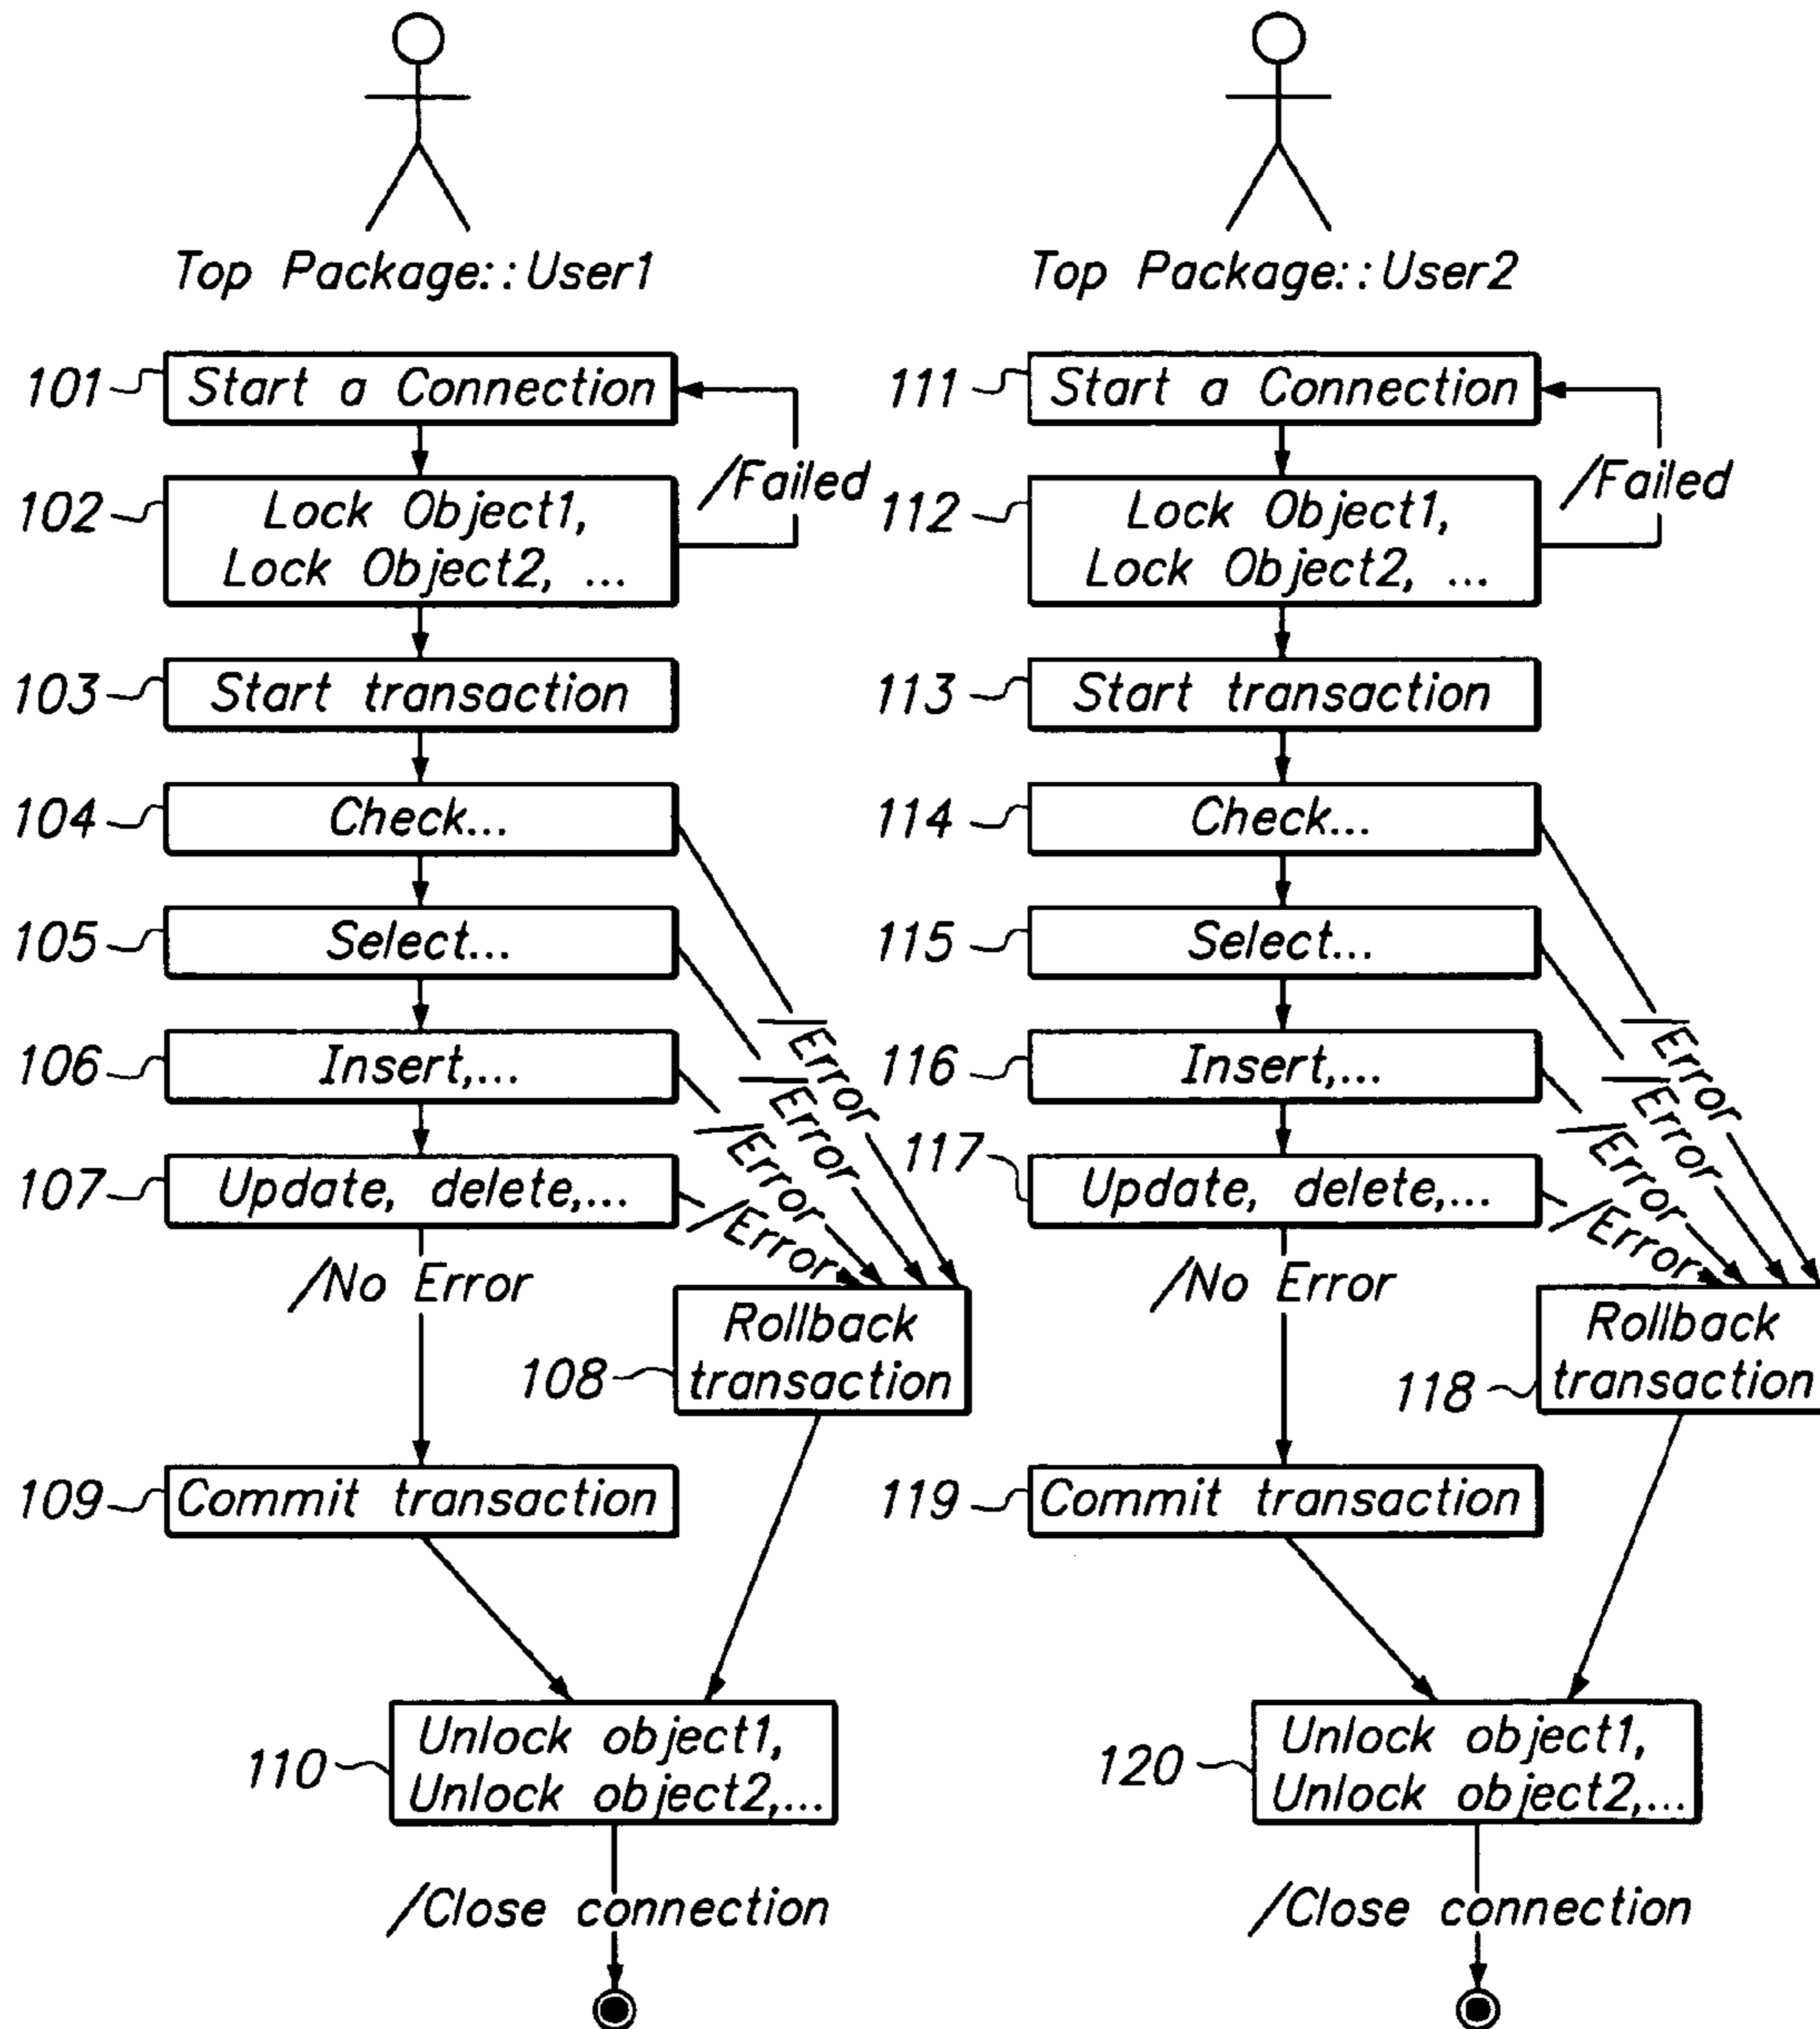 Top Package::User1
101
Start a Connection
/Failed
102
Lock Object1,
Lock Object2, ...
103
Start transaction
104
Check...
105
Select...
106
Insert,...
107
Update, delete,...
/Error
/Error
/Error
/Error
/No Error
108
Rollback
transaction
109
Commit transaction
110
Unlock object1,
Unlock object2,...
/Close connection
Top Package::User2
111
Start a Connection
/Failed
112
Lock Object1,
Lock Object2, ...
113
Start transaction
114
Check...
115
Select...
116
Insert,...
117
Update, delete,...
/Error
/Error
/Error
/Error
/No Error
118
Rollback
transaction
119
Commit transaction
120
Unlock object1,
Unlock object2,...
/Close connection